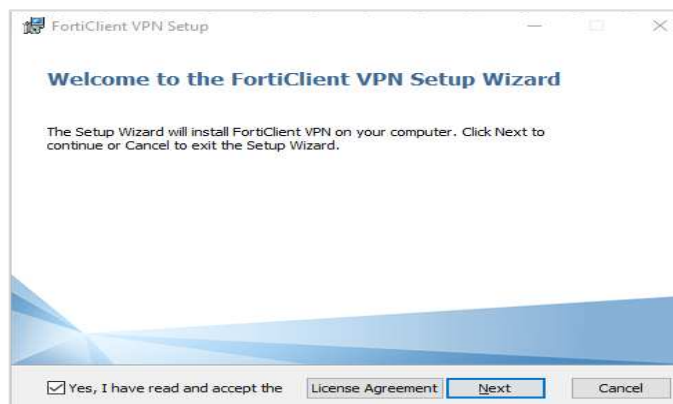 FortiClient VPN Setup
Welcome to the FortiClient VPN Setup Wizard
The Setup Wizard will install FortiClient VPN on your computer. Click Next to
continue or Cancel to exit the Setup Wizard.
Yes, I have read and accept the License Agreement Next Cancel